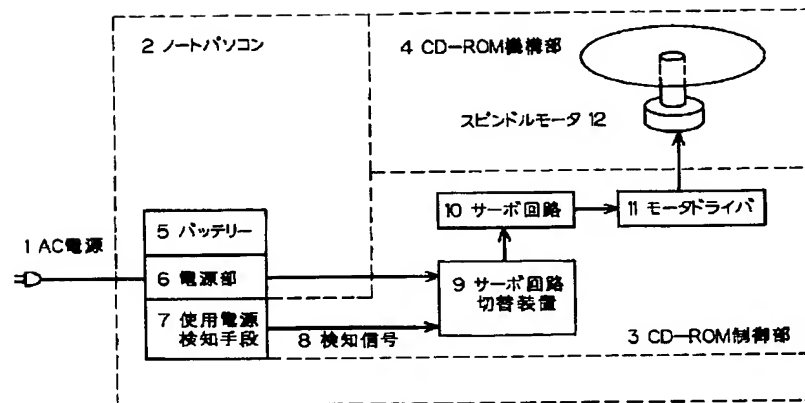 2 ノートパソコン
4 CD-ROM機構部
スピンドルモータ 12
10 サーボ回路
11 モータドライバ
1 AC電源
5 バッテリー
6 電源部
7 使用電源
検知手段
8 検知信号
9 サーボ回路
切替装置
3 CD-ROM制御部